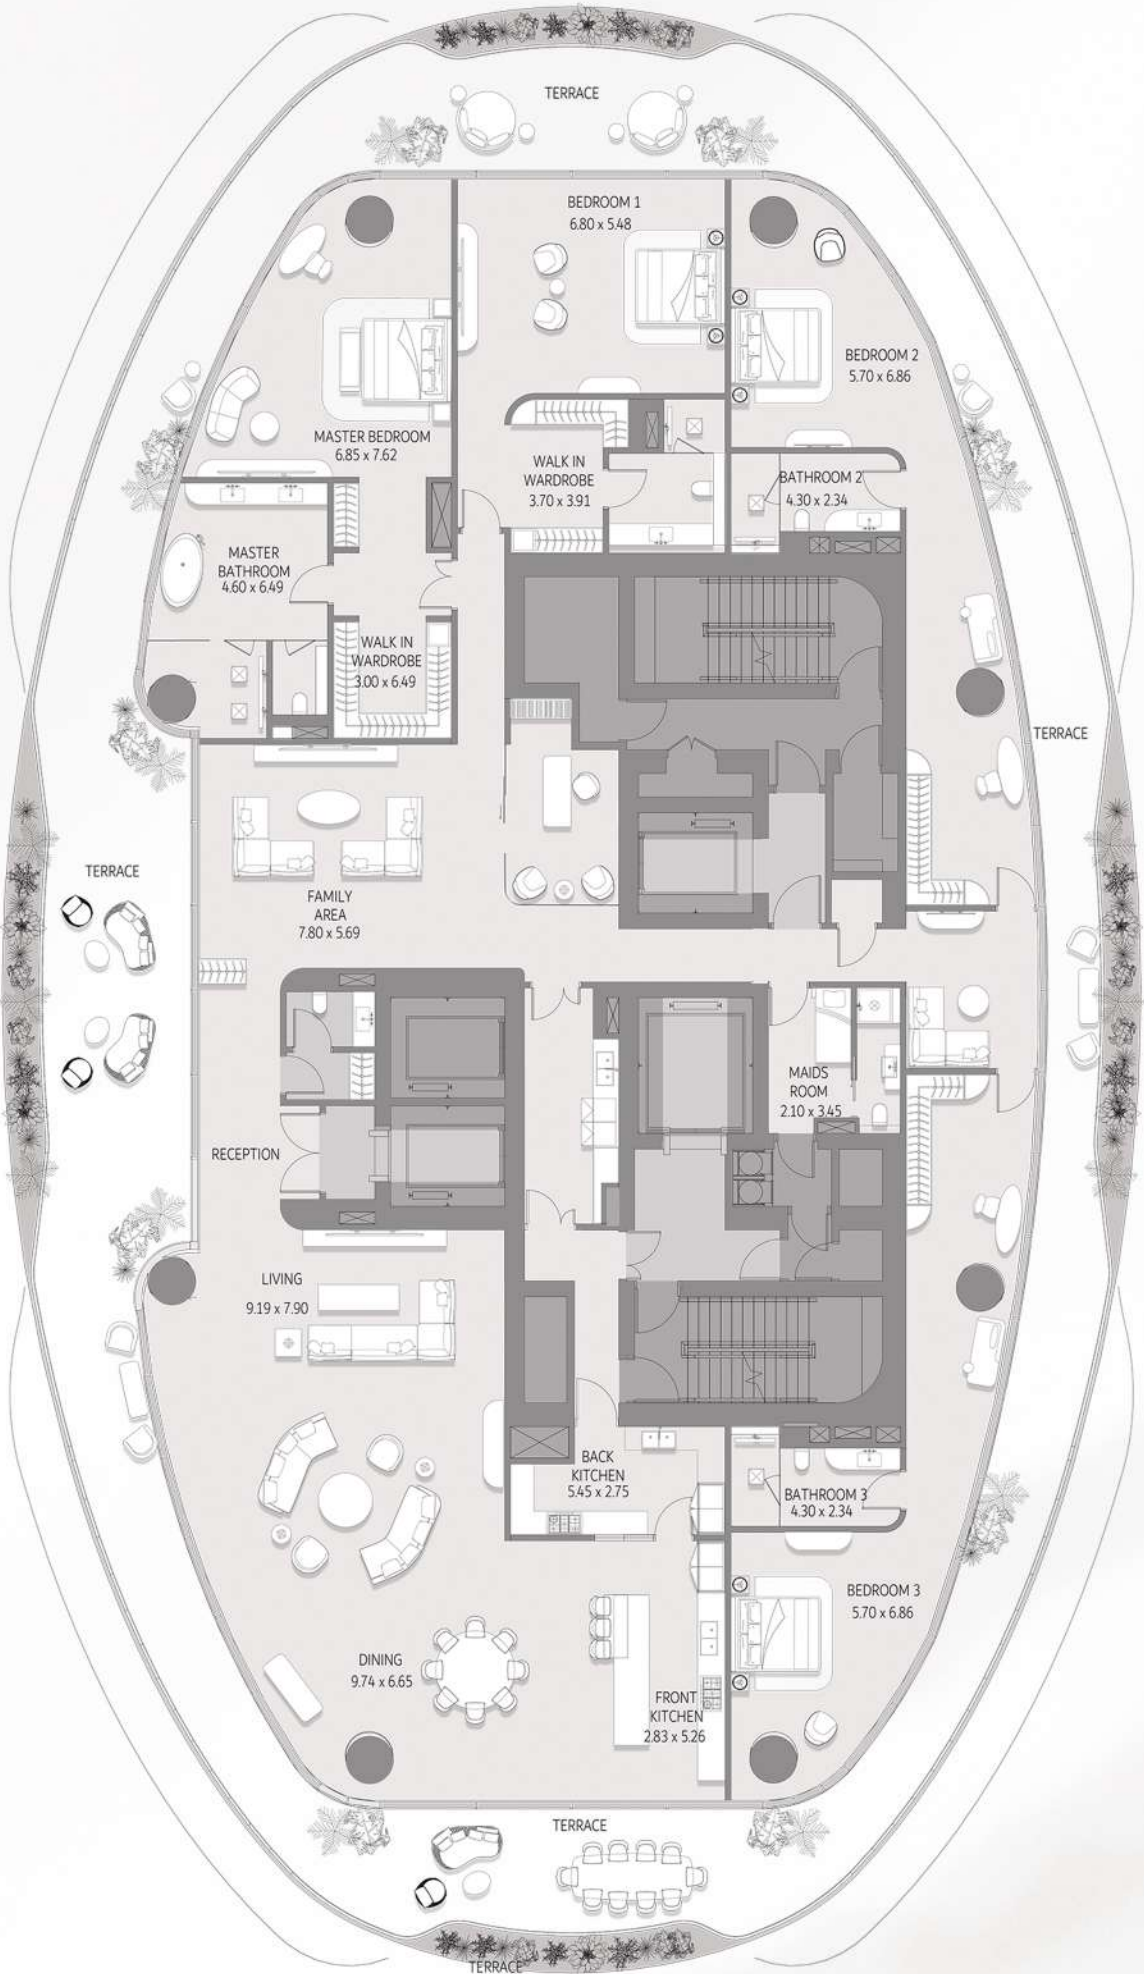 TERRACE
BEDROOM 1
6.80 x 5.48
BEDROOM 2
5.70 x 6.86
MASTER BEDROOM
6.85 x 7.62
WALK IN
WARDROBE
3.70 x 3.91
BATHROOM 2
4.30 x 2.34
MASTER
BATHROOM
4.60 x 6.49
WALK IN
WARDROBE
3.00 x 6.49
TERRACE
TERRACE
FAMILY
AREA
7.80 x 5.69
MAIDS
ROOM
2.10 x 3.45
RECEPTION
LIVING
9.19 x 7.90
BACK
KITCHEN
5.45 x 2.75
BATHROOM 3
4.30 x 2.34
BEDROOM 3
5.70 x 6.86
DINING
9.74 x 6.65
FRONT
KITCHEN
2.83 x 5.26
TERRACE
TERRACE